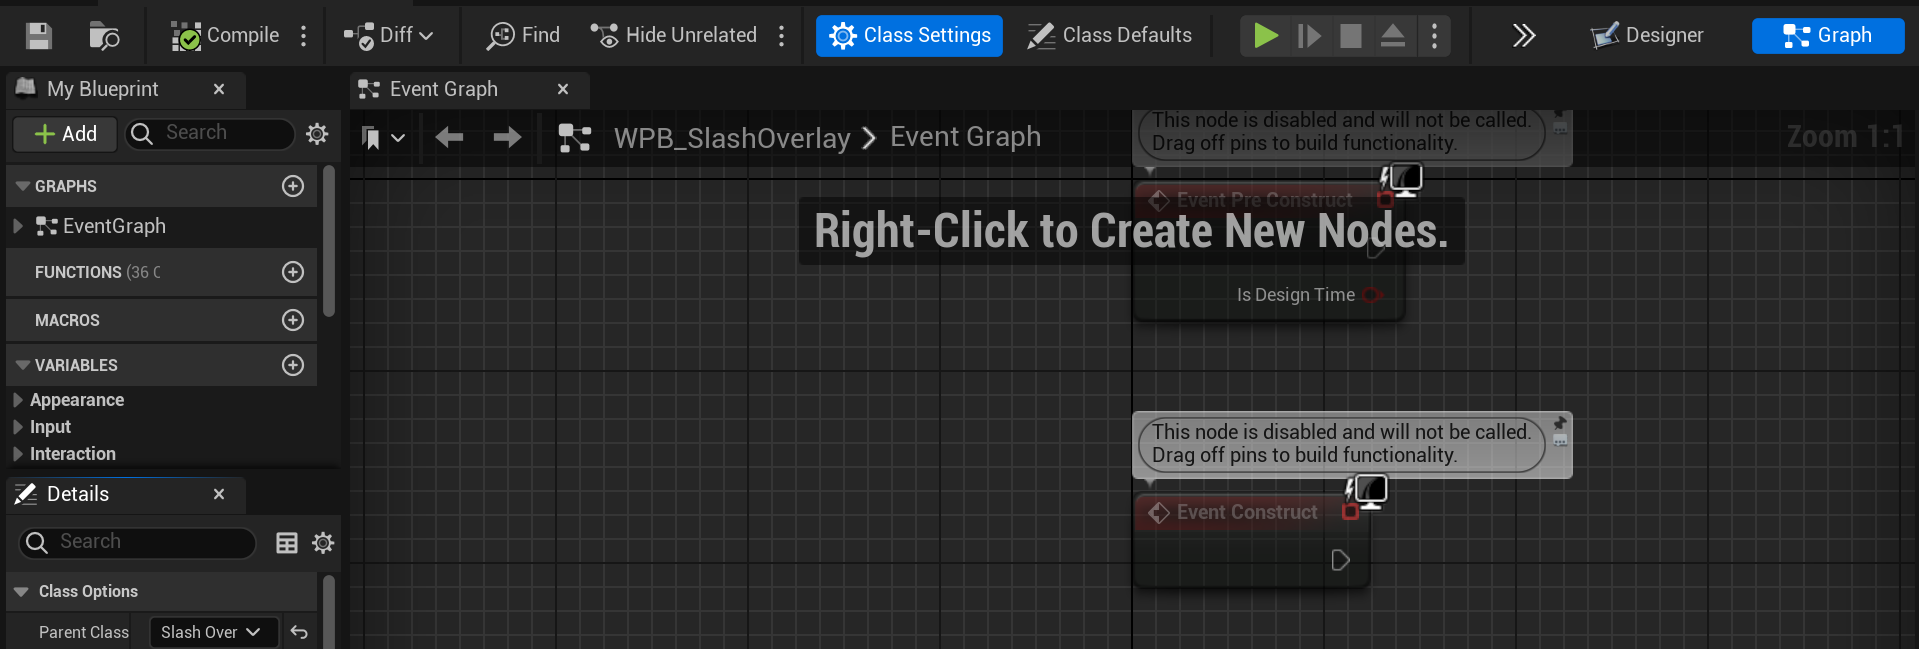 Compile
Diff
Find
Hide Unrelated
Class Settings
Class Defaults
Designer
Graph
My Blueprint
Event Graph
Add
Search
WPB_SlashOverlay
Event Graph
Zoom 1:1
This node is disabled and will not be called.
Drag off pins to build functionality.
GRAPHS
EventGraph
FUNCTIONS (36
MACROS
VARIABLES
Appearance
Input
Interaction
Event Pre Construct
Right-Click to Create New Nodes.
Is Design Time
This node is disabled and will not be called.
Drag off pins to build functionality.
Event Construct
Details
Search
Class Options
Parent Class
Slash Over